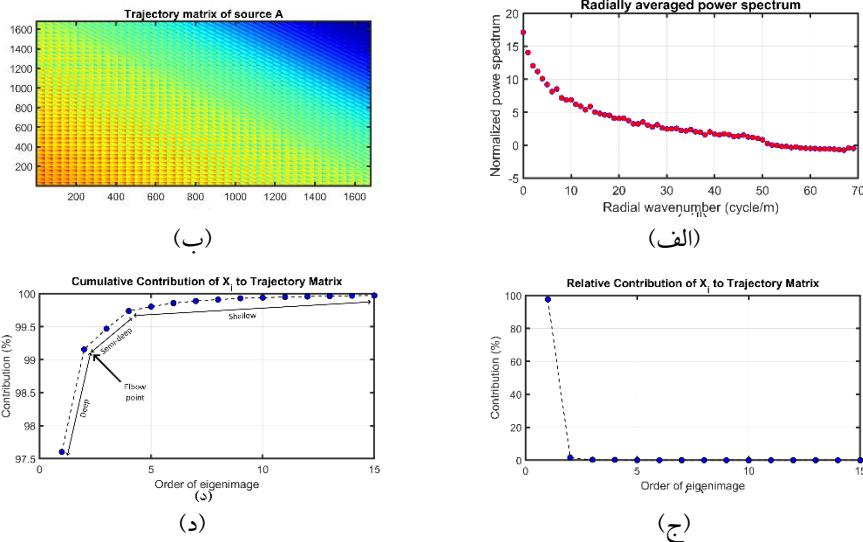 Trajectory matrix of source A
1600
1400
1200
1000
800
600
400
200
200 400 600 800 1000 1200 1400 1600
(ب)
Radially averaged power spectrum
Normalized power spectrum
20
15
10
5
0
-5
0 10 20 30 40 50 60 70
Radial wavenumber (cycle/m)
(الف)
Cumulative Contribution of Xi to Trajectory Matrix
Contribution (%)
100
99.5
99
98.5
98
97.5
Shallow
Semi-deep
Elbow
point
Deep
0 5 10 15
Order of eigenimage
(د)
(د)
Relative Contribution of Xi to Trajectory Matrix
Contribution (%)
100
80
60
40
20
0
0 5 10 15
Order of eigenimage
(ج)